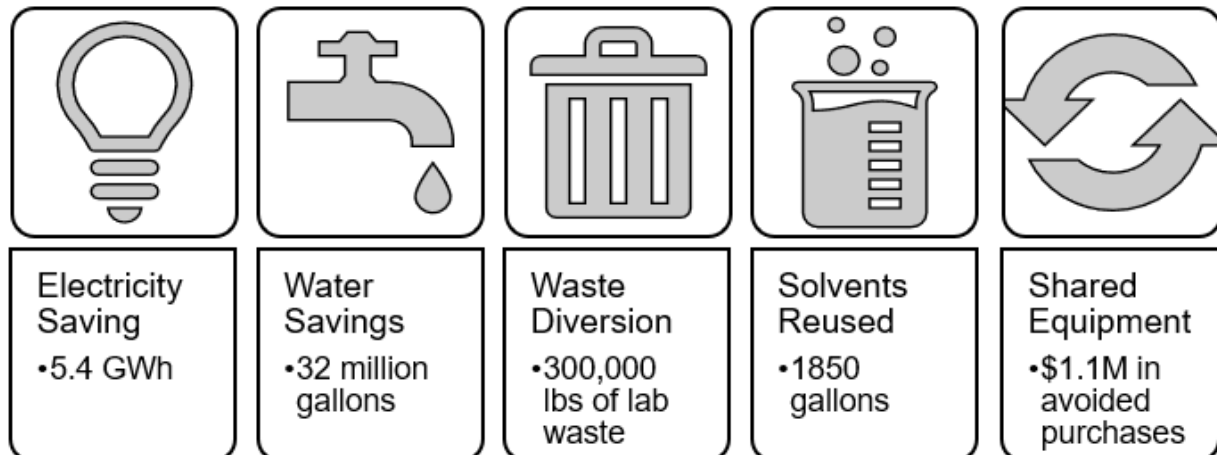 Electricity
Saving
•5.4 GWh
Water
Savings
•32 million
gallons
Waste
Diversion
•300,000
lbs of lab
waste
Solvents
Reused
•1850
gallons
Shared
Equipment
•$1.1M in
avoided
purchases